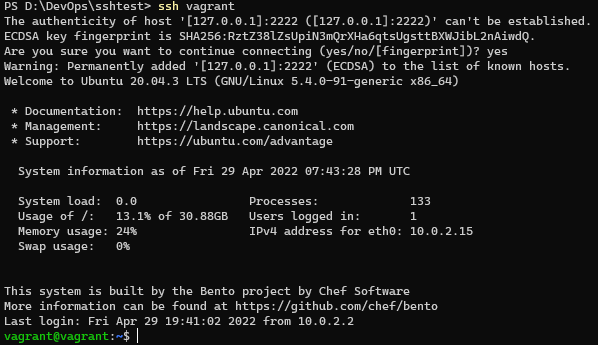 PS D:\DevOps\sshtest> ssh vagrant
The authenticity of host '[127.0.0.1]:2222 ([127.0.0.1]:2222)' can't be established.
ECDSA key fingerprint is SHA256:RztZ38lZsUpiN3mQrXHa6qtsUgsttBXWJibL2nAiwdQ.
Are you sure you want to continue connecting (yes/no/[fingerprint])? yes
Warning: Permanently added '[127.0.0.1]:2222' (ECDSA) to the list of known hosts.
Welcome to Ubuntu 20.04.3 LTS (GNU/Linux 5.4.0-91-generic x86_64)
* Documentation:  https://help.ubuntu.com
* Management:     https://landscape.canonical.com
* Support:        https://ubuntu.com/advantage
System information as of Fri 29 Apr 2022 07:43:28 PM UTC
System load:  0.0                Processes:             133
Usage of /:   13.1% of 30.88GB   Users logged in:       1
Memory usage: 24%                IPv4 address for eth0: 10.0.2.15
Swap usage:   0%
This system is built by the Bento project by Chef Software
More information can be found at https://github.com/chef/bento
Last login: Fri Apr 29 19:41:02 2022 from 10.0.2.2
vagrant@vagrant:~$